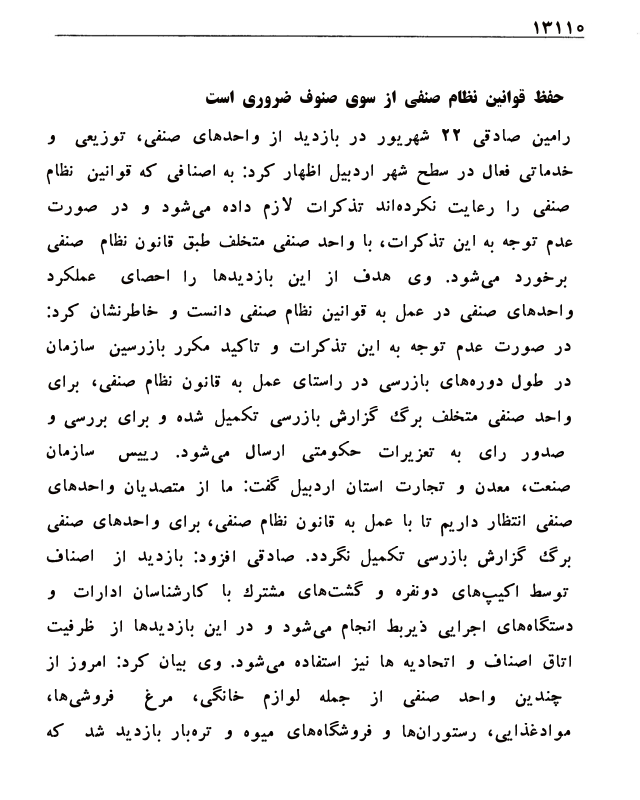 ۱۳۱۱۰
حفظ قوانین نظام صنفی از سوی صنوف ضروری است
رامین صادقی ۲۲ شهریور در بازدید از واحدهای صنفی، توزیعی و
خدماتی فعال در سطح شهر اردبیل اظهار کرد: به اصنافی که قوانین نظام
صنفی را رعایت نکرده‌اند تذکرات لازم داده می‌شود و در صورت
عدم توجه به این تذکرات، با واحد صنفی متخلف طبق قانون نظام صنفی
برخورد می‌شود. وی هدف از این بازدیدها را احصای عملکرد
واحدهای صنفی در عمل به قوانین نظام صنفی دانست و خاطرنشان کرد:
در صورت عدم توجه به این تذکرات و تاکید مکرر بازرسین سازمان
در طول دوره‌های بازرسی در راستای عمل به قانون نظام صنفی، برای
واحد صنفی متخلف برگ گزارش بازرسی تکمیل شده و برای بررسی و
صدور رای به تعزیرات حکومتی ارسال می‌شود. رییس سازمان
صنعت، معدن و تجارت استان اردبیل گفت: ما از متصدیان واحدهای
صنفی انتظار داریم تا با عمل به قانون نظام صنفی، برای واحدهای صنفی
برگ گزارش بازرسی تکمیل نگردد. صادقی افزود: بازدید از اصناف
توسط اکیپ‌های دونفره و گشت‌های مشترک با کارشناسان ادارات و
دستگاه‌های اجرایی ذیربط انجام می‌شود و در این بازدیدها از ظرفیت
اتاق اصناف و اتحادیه ها نیز استفاده می‌شود. وی بیان کرد: امروز از
چندین واحد صنفی از جمله لوازم خانگی، مرغ فروشی‌ها،
موادغذایی، رستوران‌ها و فروشگاه‌های میوه و تره‌بار بازدید شد که